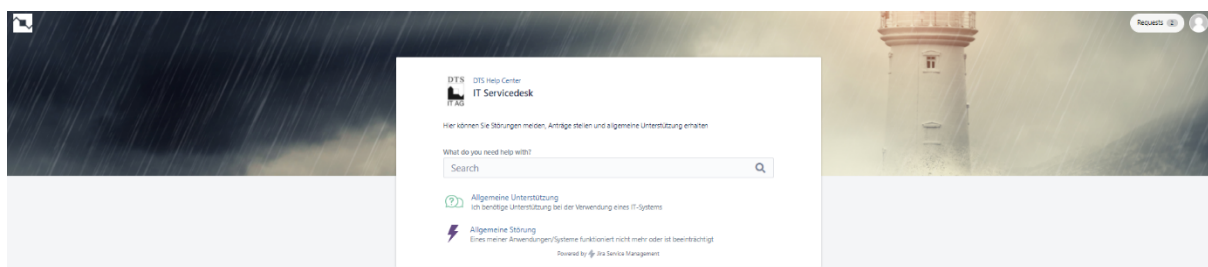 Requests 2
DTS
IT AG
DTS Help Center
IT Servicedesk
Hier können Sie Störungen melden, Anträge stellen und allgemeine Unterstützung erhalten
What do you need help with?
Search
Allgemeine Unterstützung
Ich benötige Unterstützung bei der Verwendung eines IT-Systems
Allgemeine Störung
Eines meiner Anwendungen/Systeme funktioniert nicht mehr oder ist beeinträchtigt
Powered by Jira Service Management